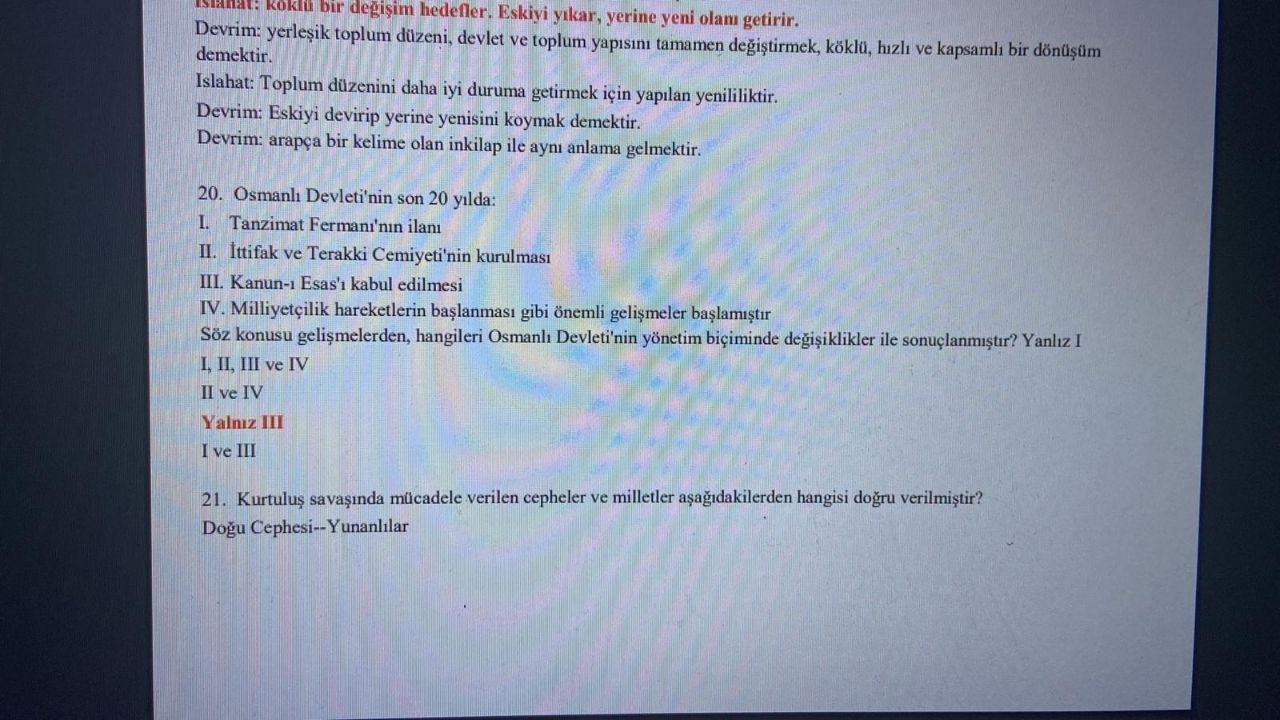 Islahat: köklü bir değişim hedefler. Eskiyi yıkar, yerine yeni olanı getirir.
Devrim: yerleşik toplum düzeni, devlet ve toplum yapısını tamamen değiştirmek, köklü, hızlı ve kapsamlı bir dönüşüm
demektir.
Islahat: Toplum düzenini daha iyi duruma getirmek için yapılan yenililiktir.
Devrim: Eskiyi devirip yerine yenisini koymak demektir.
Devrim: arapça bir kelime olan inkilap ile aynı anlama gelmektir.
20. Osmanlı Devleti'nin son 20 yılda:
I. Tanzimat Fermanı'nın ilanı
II. İttifak ve Terakki Cemiyeti'nin kurulması
III. Kanun-ı Esas'ı kabul edilmesi
IV. Milliyetçilik hareketlerin başlanması gibi önemli gelişmeler başlamıştır
Söz konusu gelişmelerden, hangileri Osmanlı Devleti'nin yönetim biçiminde değişiklikler ile sonuçlanmıştır? Yanlız I
I, II, III ve IV
II ve IV
Yalnız III
I ve III
21. Kurtuluş savaşında mücadele verilen cepheler ve milletler aşağıdakilerden hangisi doğru verilmiştir?
Doğu Cephesi--Yunanlılar